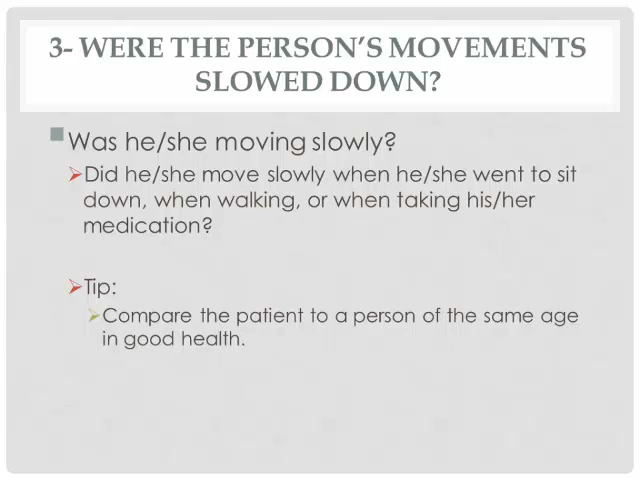 3- WERE THE PERSON'S MOVEMENTS
SLOWED DOWN?
Was he/she moving slowly?
Did he/she move slowly when he/she went to sit
down, when walking, or when taking his/her
medication?
Tip:
Compare the patient to a person of the same age
in good health.